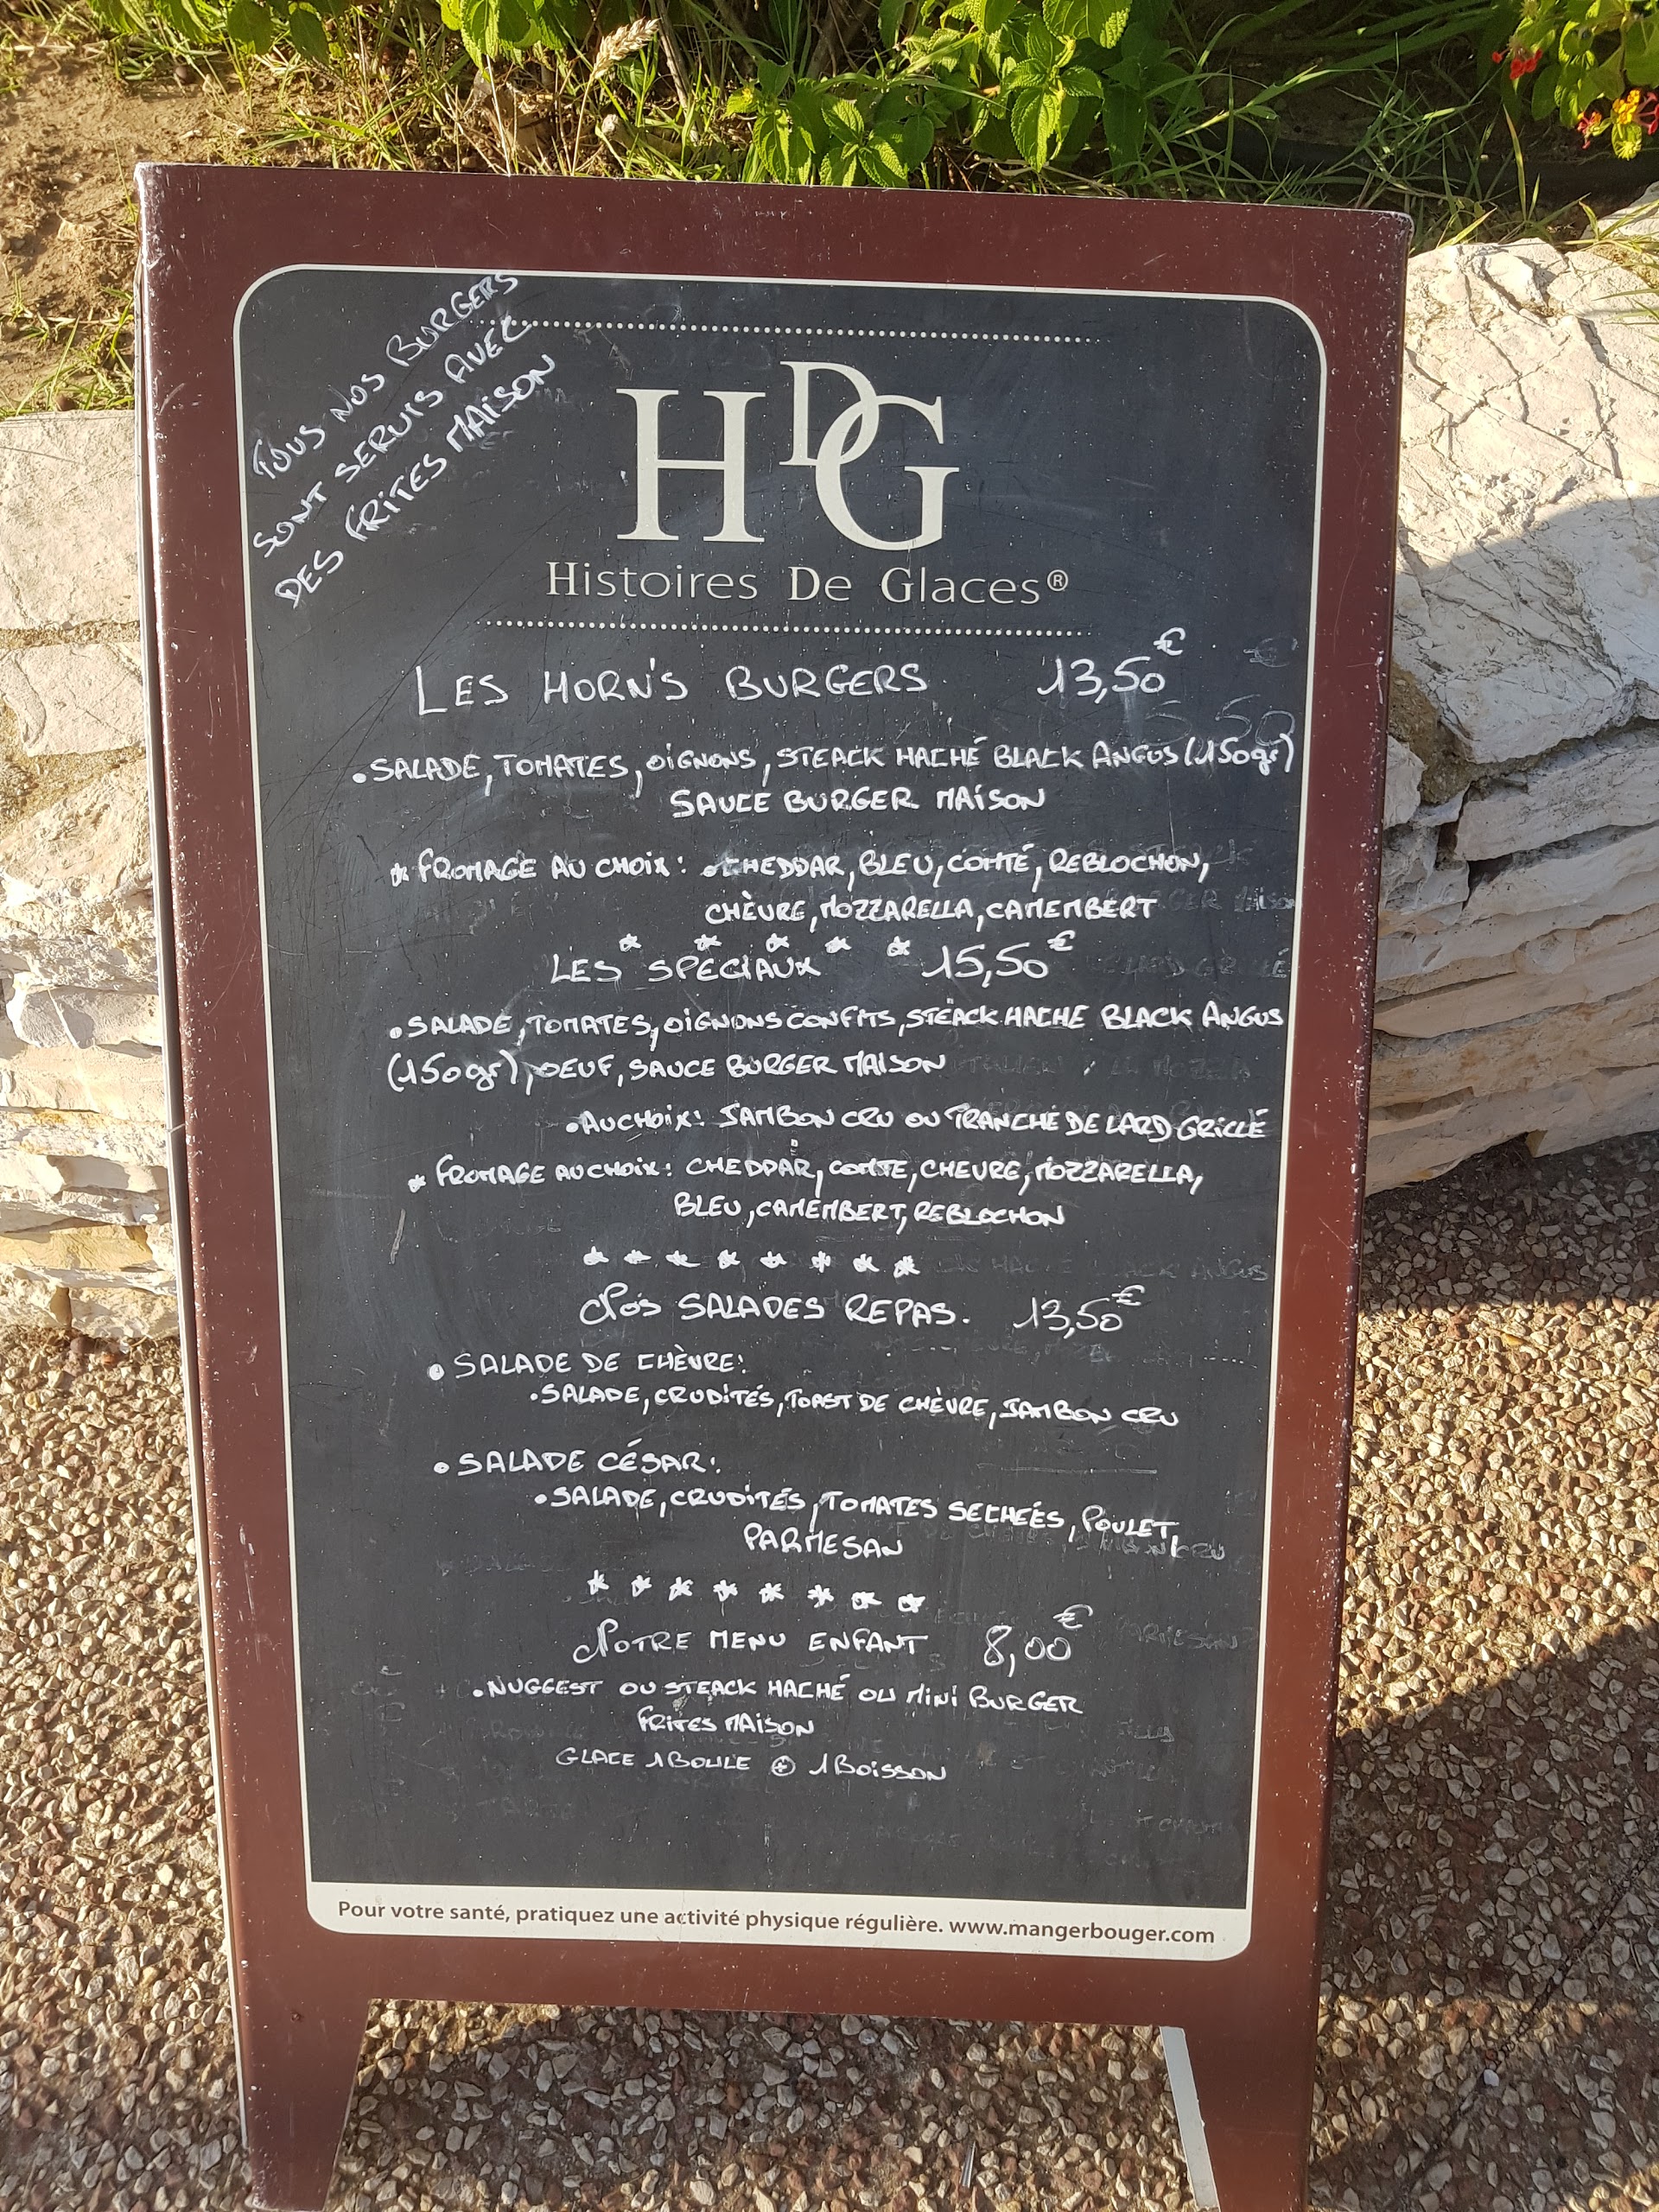 TOUS NOS BURGERS
SONT SERVIS AVEC
DES FRITES MAISON
HDG
Histoires De Glaces®
LES HORN'S BURGERS 13,50€
•SALADE, TOMATES, OIGNONS, STEACK HACHÉ BLACK ANGUS (150gr)
SAUCE BURGER MAISON
* FROMAGE AU CHOIX: CHEDDAR, BLEU, COMTÉ, REBLOCHON,
CHÈVRE, MOZZARELLA, CAMEMBERT
* * * * *
LES SPECIAUX 15,50€
•SALADE, TOMATES, OIGNONS CONFITS, STEACK HACHE BLACK ANGUS
(150gr), OEUF, SAUCE BURGER MAISON
•AU CHOIX: JAMBON CRU OU TRANCHE DE LARD GRILLÉ
* FROMAGE AU CHOIX: CHEDDAR, COMTE, CHEVRE, MOZZARELLA,
BLEU, CAMEMBERT, REBLOCHON
* * * * * * * *
NOS SALADES REPAS. 13,50€
• SALADE DE CHÈVRE:
•SALADE, CRUDITÉS, TOAST DE CHÈVRE, JAMBON CRU
• SALADE CÉSAR:
•SALADE, CRUDITÉS, TOMATES SECHEÉS, POULET,
PARMESAN
* * * * * * * *
NOTRE MENU ENFANT 8,00€
•NUGGEST OU STEACK HACHÉ OU MINI BURGER
FRITES MAISON
GLACE 1 BOULE ⊕ 1 BOISSON
Pour votre santé, pratiquez une activité physique régulière. www.mangerbouger.com